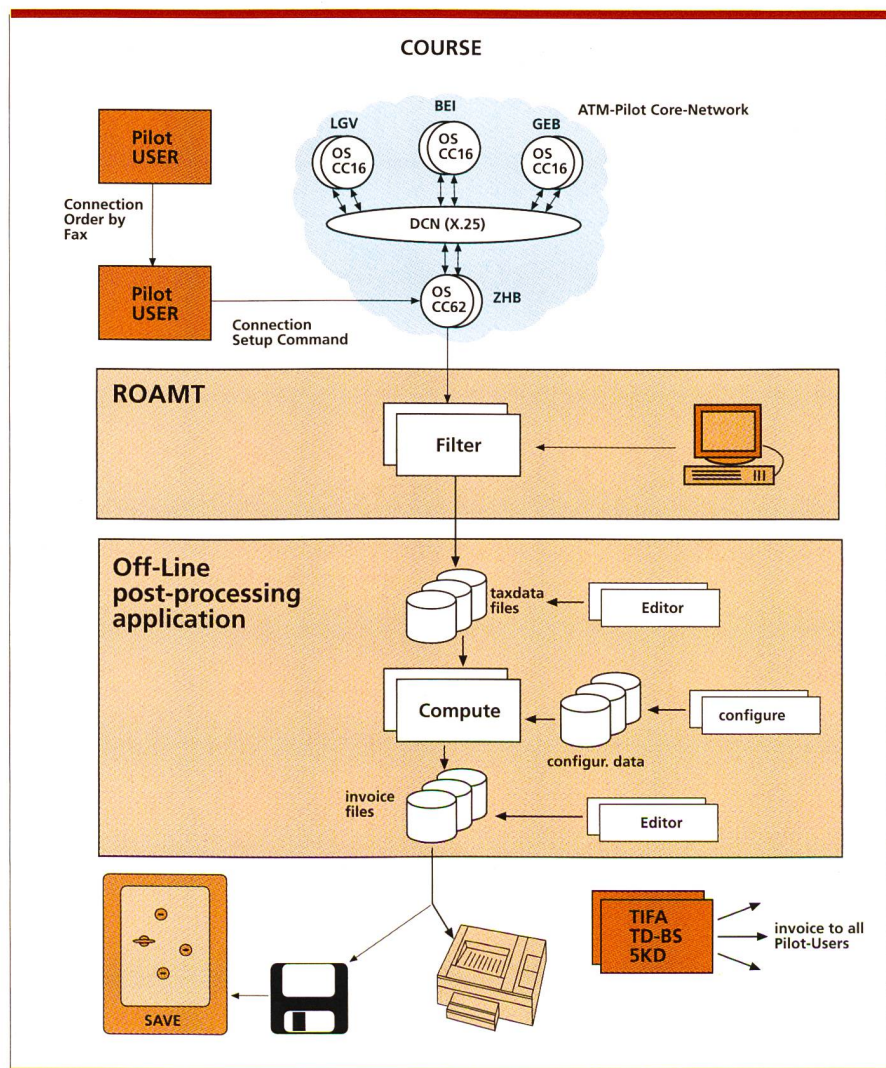 COURSE
Pilot
USER
Connection
Order by
Fax
Pilot
USER
Connection
Setup Command
ATM-Pilot Core-Network
LGV
OS
CC16
BEI
OS
CC16
GEB
OS
CC16
DCN (X.25)
OS
CC62
ZHB
ROAMT
Filter
Off-Line
post-processing
application
taxdata
files
Editor
Compute
configur. data
configure
invoice
files
Editor
SAVE
TIFA
TD-BS
5KD
invoice to all
Pilot-Users